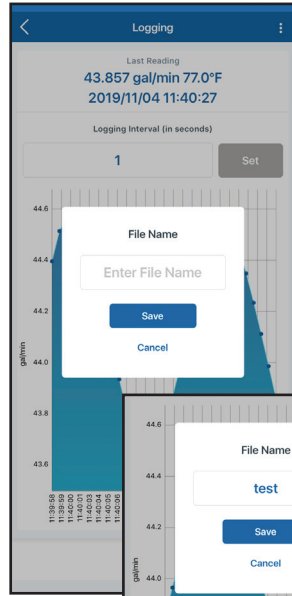 Logging
Last Reading
43.857 gal/min 77.0°F
2019/11/04 11:40:27
Logging Interval (in seconds)
1
Set
44.6
44.4
44.2
44.0
43.8
43.6
gal/min
File Name
Enter File Name
Save
Cancel
11:39:58
11:39:59
11:40:00
11:40:01
11:40:03
11:40:04
11:40:05
11:40:06
44.6
44.4
44.2
44.0
gal/min
File Name
test
Save
Cancel